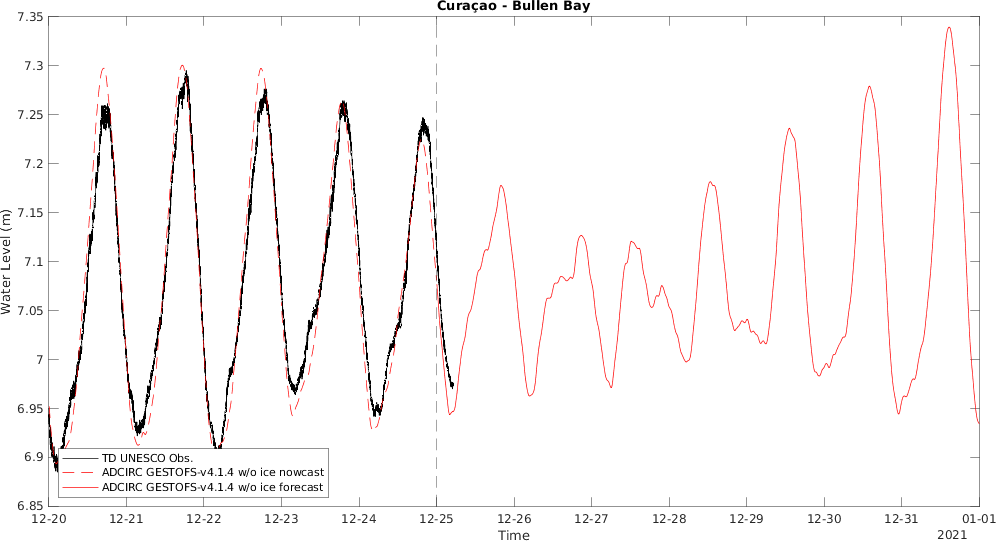 Curaçao - Bullen Bay
7.35
7.3
7.25
7.2
7.15
7.1
7.05
7
6.95
6.9
6.85
Water Level (m)
TD UNESCO Obs.
ADCIRC GESTOFS-v4.1.4 w/o ice nowcast
ADCIRC GESTOFS-v4.1.4 w/o ice forecast
12-20 12-21 12-22 12-23 12-24 12-25 12-26 12-27 12-28 12-29 12-30 12-31 01-01
Time
2021